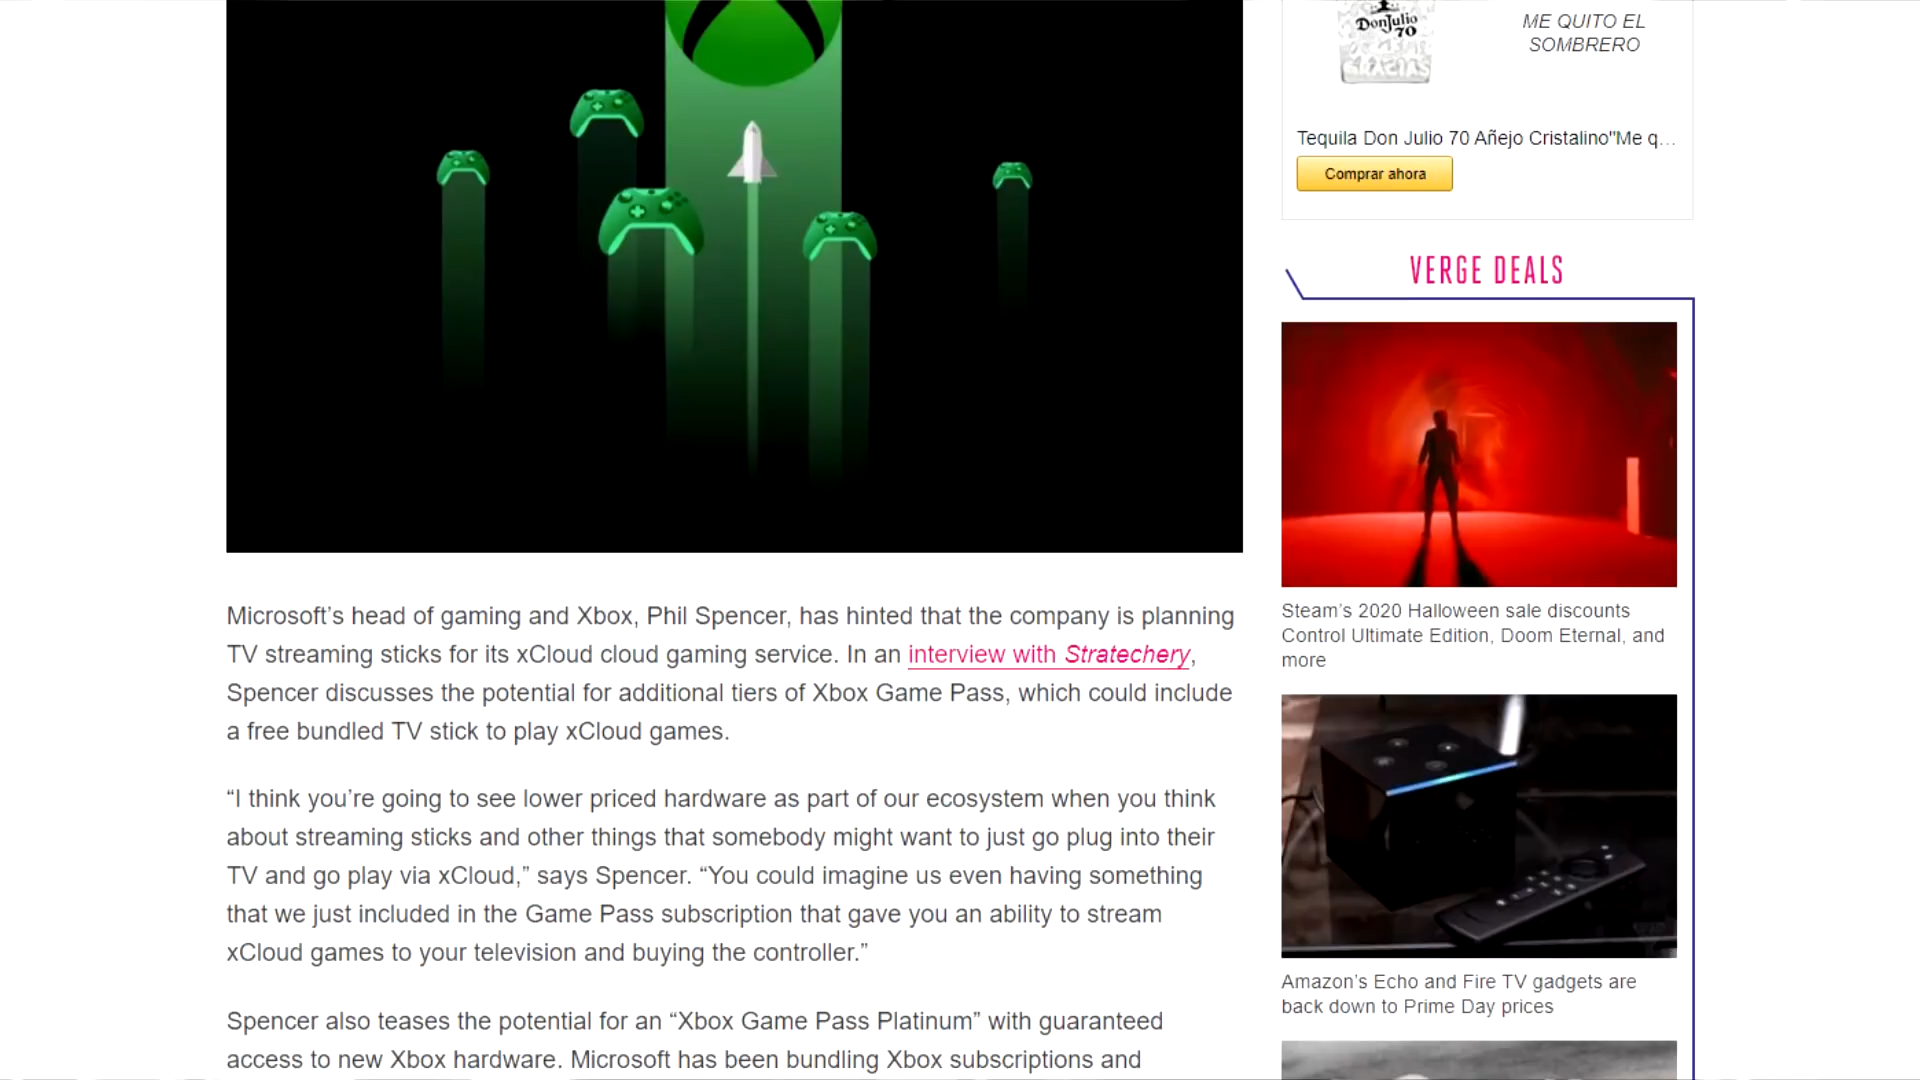 Microsoft’s head of gaming and Xbox, Phil Spencer, has hinted that the company is planning
TV streaming sticks for its xCloud cloud gaming service. In an interview with Stratechery,
Spencer discusses the potential for additional tiers of Xbox Game Pass, which could include
a free bundled TV stick to play xCloud games.
“I think you’re going to see lower priced hardware as part of our ecosystem when you think
about streaming sticks and other things that somebody might want to just go plug into their
TV and go play via xCloud,” says Spencer. “You could imagine us even having something
that we just included in the Game Pass subscription that gave you an ability to stream
xCloud games to your television and buying the controller.”
Spencer also teases the potential for an “Xbox Game Pass Platinum” with guaranteed
access to new Xbox hardware. Microsoft has been bundling Xbox subscriptions and
DonJulio
70
GRACIAS
ME QUITO EL
SOMBRERO
Tequila Don Julio 70 Añejo Cristalino"Me q...
Comprar ahora
VERGE DEALS
Steam’s 2020 Halloween sale discounts
Control Ultimate Edition, Doom Eternal, and
more
Amazon’s Echo and Fire TV gadgets are
back down to Prime Day prices